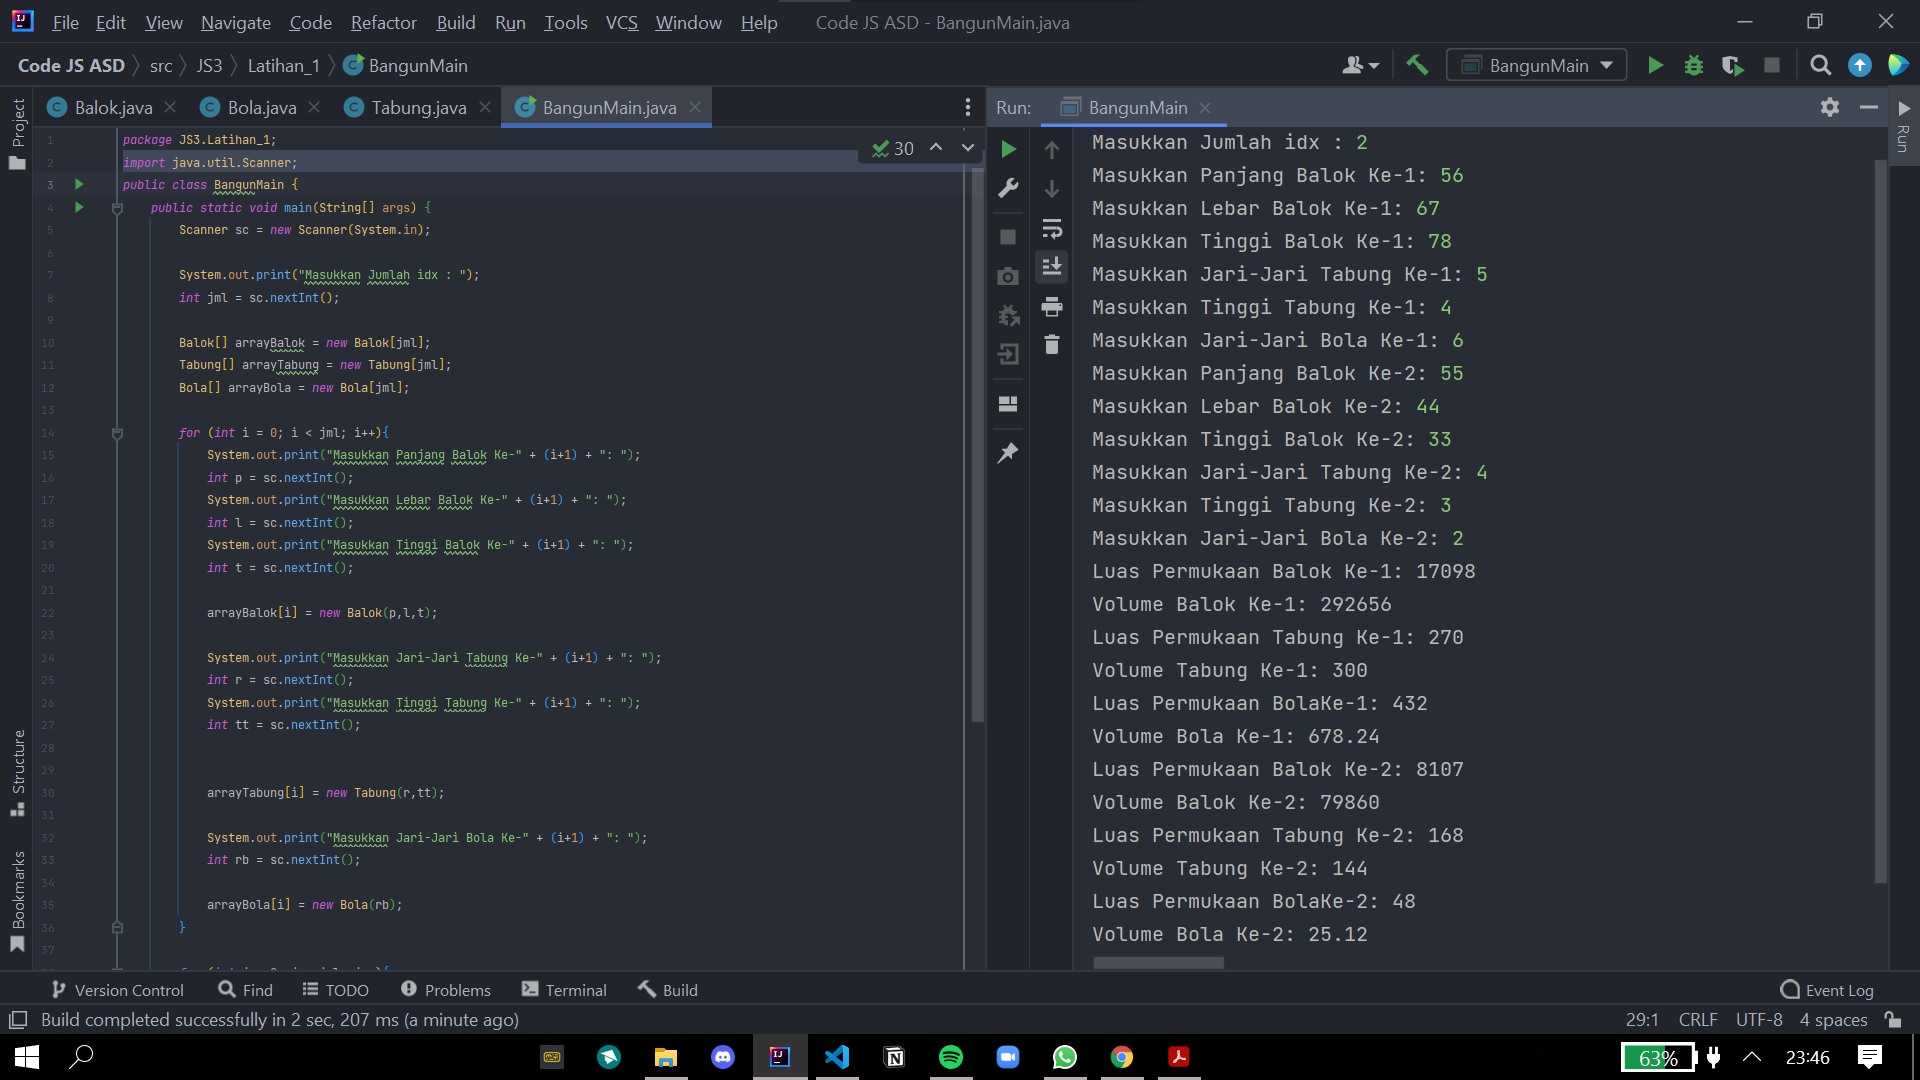 File Edit View Navigate Code Refactor Build Run Tools VCS Window Help Code JS ASD - BangunMain.java
Code JS ASD src JS3 Latihan_1 BangunMain
BangunMain
Project
Balok.java Bola.java Tabung.java BangunMain.java
30
1 package JS3.Latihan_1;
2 import java.util.Scanner;
3 public class BangunMain {
4 public static void main(String[] args) {
5 Scanner sc = new Scanner(System.in);
6
7 System.out.print("Masukkan Jumlah idx : ");
8 int jml = sc.nextInt();
9
10 Balok[] arrayBalok = new Balok[jml];
11 Tabung[] arrayTabung = new Tabung[jml];
12 Bola[] arrayBola = new Bola[jml];
13
14 for (int i = 0; i < jml; i++){
15 System.out.print("Masukkan Panjang Balok Ke-" + (i+1) + ": ");
16 int p = sc.nextInt();
17 System.out.print("Masukkan Lebar Balok Ke-" + (i+1) + ": ");
18 int l = sc.nextInt();
19 System.out.print("Masukkan Tinggi Balok Ke-" + (i+1) + ": ");
20 int t = sc.nextInt();
21
22 arrayBalok[i] = new Balok(p,l,t);
23
24 System.out.print("Masukkan Jari-Jari Tabung Ke-" + (i+1) + ": ");
25 int r = sc.nextInt();
26 System.out.print("Masukkan Tinggi Tabung Ke-" + (i+1) + ": ");
27 int tt = sc.nextInt();
28
29
30 arrayTabung[i] = new Tabung(r,tt);
31
32 System.out.print("Masukkan Jari-Jari Bola Ke-" + (i+1) + ": ");
33 int rb = sc.nextInt();
34
35 arrayBola[i] = new Bola(rb);
36 }
37
Structure
Bookmarks
Run: BangunMain
Run
Masukkan Jumlah idx : 2
Masukkan Panjang Balok Ke-1: 56
Masukkan Lebar Balok Ke-1: 67
Masukkan Tinggi Balok Ke-1: 78
Masukkan Jari-Jari Tabung Ke-1: 5
Masukkan Tinggi Tabung Ke-1: 4
Masukkan Jari-Jari Bola Ke-1: 6
Masukkan Panjang Balok Ke-2: 55
Masukkan Lebar Balok Ke-2: 44
Masukkan Tinggi Balok Ke-2: 33
Masukkan Jari-Jari Tabung Ke-2: 4
Masukkan Tinggi Tabung Ke-2: 3
Masukkan Jari-Jari Bola Ke-2: 2
Luas Permukaan Balok Ke-1: 17098
Volume Balok Ke-1: 292656
Luas Permukaan Tabung Ke-1: 270
Volume Tabung Ke-1: 300
Luas Permukaan BolaKe-1: 432
Volume Bola Ke-1: 678.24
Luas Permukaan Balok Ke-2: 8107
Volume Balok Ke-2: 79860
Luas Permukaan Tabung Ke-2: 168
Volume Tabung Ke-2: 144
Luas Permukaan BolaKe-2: 48
Volume Bola Ke-2: 25.12
Version Control Find TODO Problems Terminal Build Event Log
Build completed successfully in 2 sec, 207 ms (a minute ago) 29:1 CRLF UTF-8 4 spaces
63% 23:46